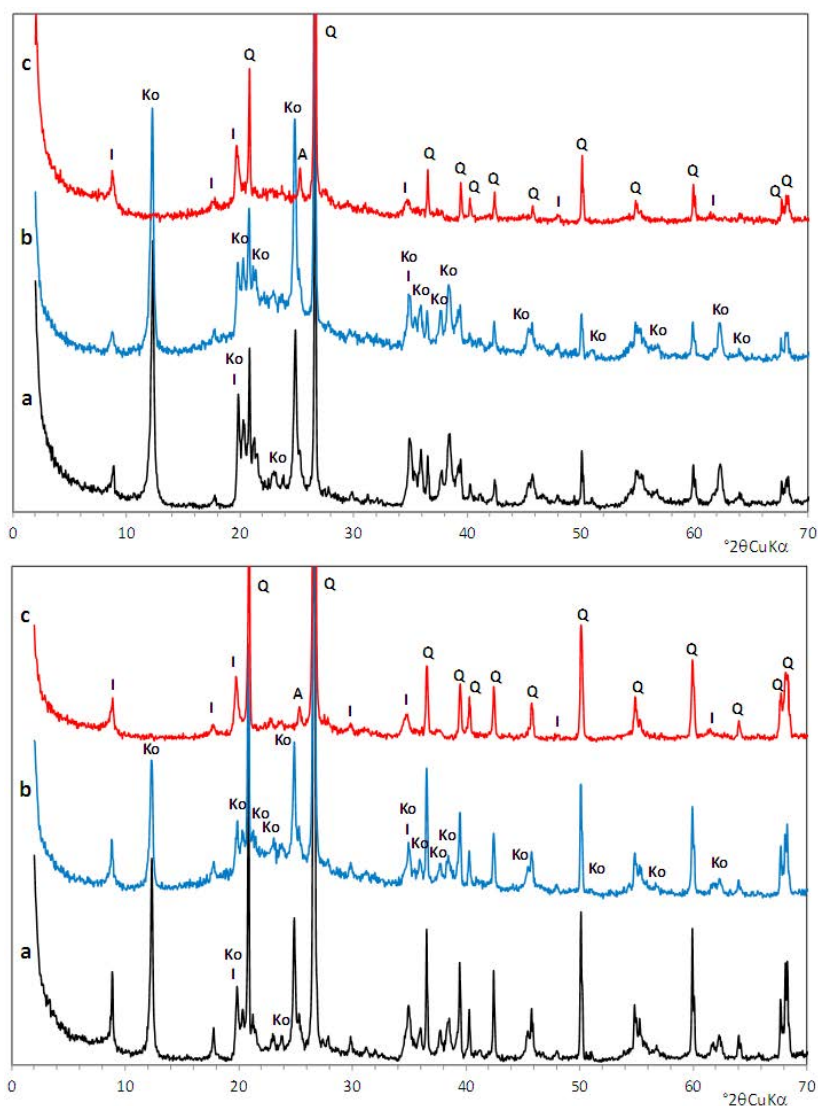 Q
c Q
Ko Ko
I I I A I Q Q Q Q Q Q Q I Q Q
b Ko Ko Ko I Ko Ko Ko Ko Ko Ko Ko Ko
a Ko I Ko
0 10 20 30 40 50 60 70
°2θCuKα
c Q Q
I I I A I I Q Q Q Q Q I Q Q I Q Q Q
b Ko Ko Ko Ko Ko Ko I Ko Ko Ko Ko Ko Ko Ko
a Ko I Ko
0 10 20 30 40 50 60 70
°2θCuKα